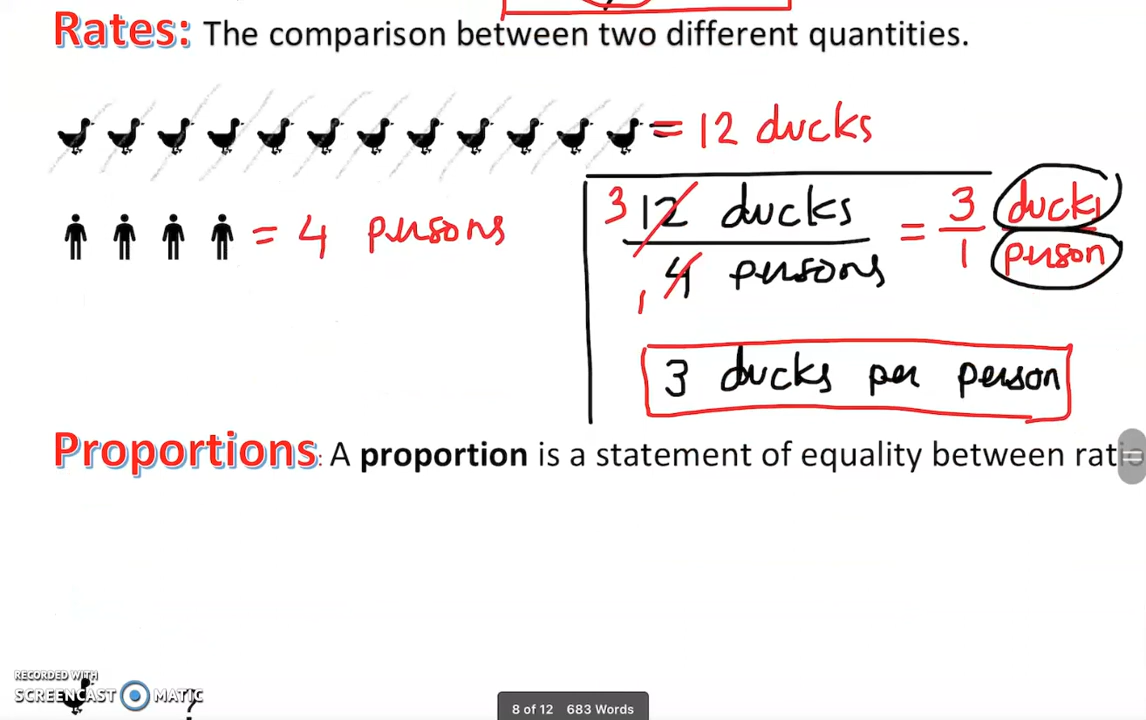 Rates: The comparison between two different quantities.
= 12 ducks
= 4 persons
3 12 ducks = 3 ducks
1 4 persons 1 person
3 ducks per person
Proportions: A proportion is a statement of equality between rati
RECORDED WITH
SCREENCAST MATIC
?
8 of 12 683 Words